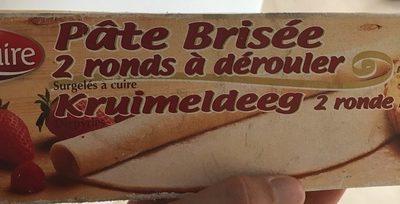 uire
Pâte Brisée
2 ronds à dérouler
Surgelés à cuire
Kruimeldeeg 2 ronde